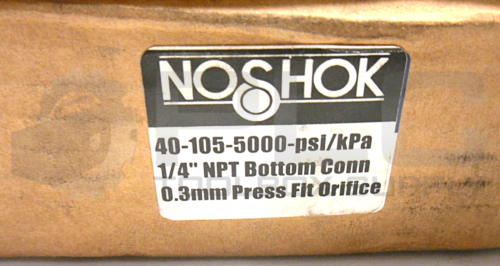 NOSHOK
40-105-5000-psi/kPa
1/4" NPT Bottom Conn
0.3mm Press Fit Orifice